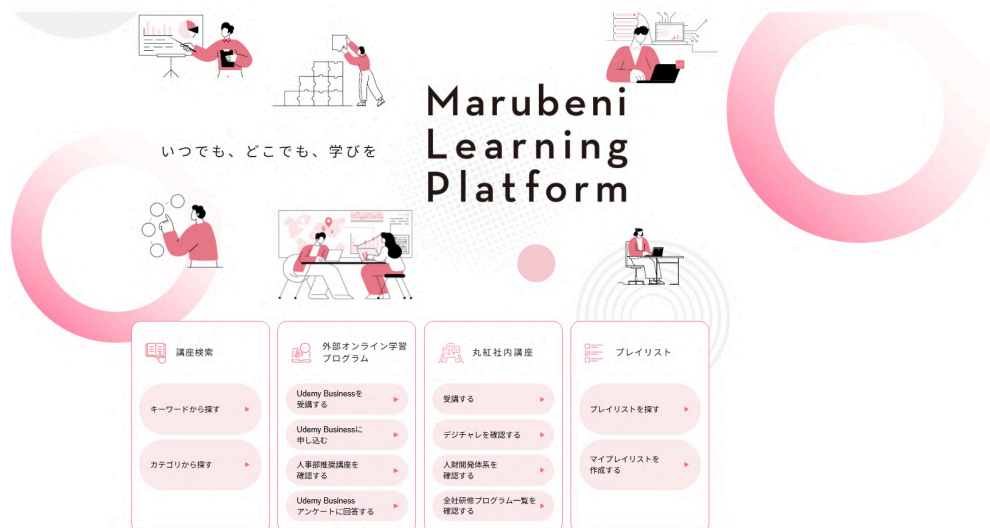 Marubeni
Learning
Platform
いつでも、どこでも、学びを
講座検索
キーワードから探す
カテゴリから探す
外部オンライン学習
プログラム
Udemy Businessを
受講する
Udemy Businessに
申し込む
人事部推奨講座を
確認する
Udemy Business
アンケートに回答する
丸紅社内講座
受講する
デジチャレを確認する
人財開発体系を
確認する
全社研修プログラム一覧を
確認する
プレイリスト
プレイリストを探す
マイプレイリストを
作成する